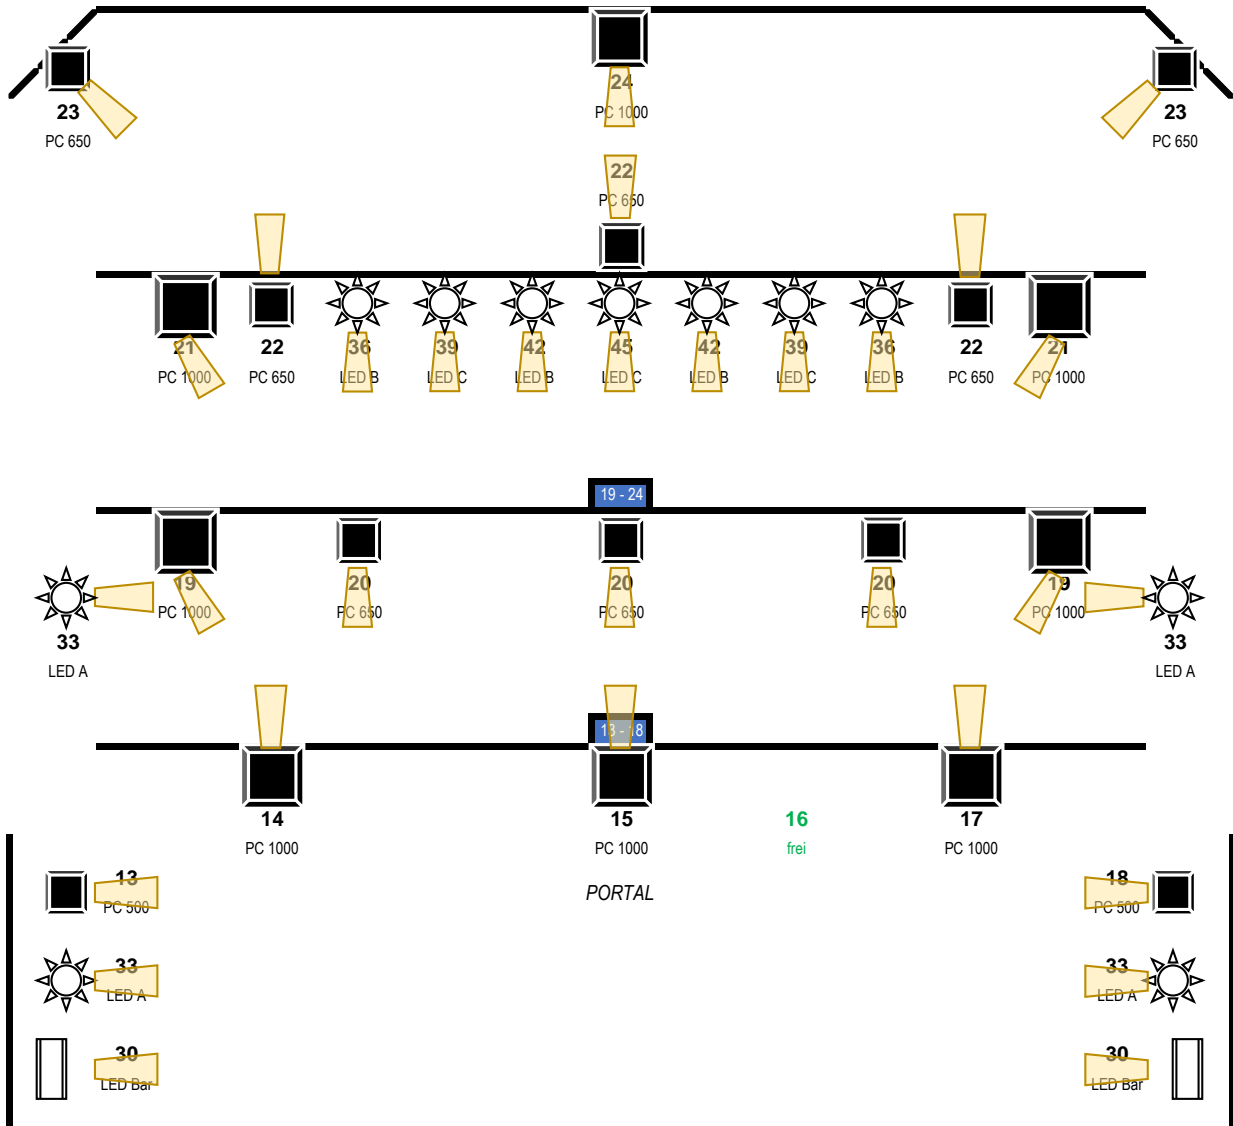 24
23
PC 1000
23
PC 650
PC 650
22
PC 650
21
22
36
39
42
45
42
39
36
22
21
PC 1000
PC 650
LED B
LED C
LED B
LED C
LED B
LED C
LED B
PC 650
PC 1000
19 - 24
19
20
20
20
19
PC 1000
PC 650
PC 650
PC 650
PC 1000
33
33
LED A
LED A
13 - 18
14
15
16
17
PC 1000
PC 1000
frei
PC 1000
13
PORTAL
18
PC 500
PC 500
33
33
LED A
LED A
30
30
LED Bar
LED Bar